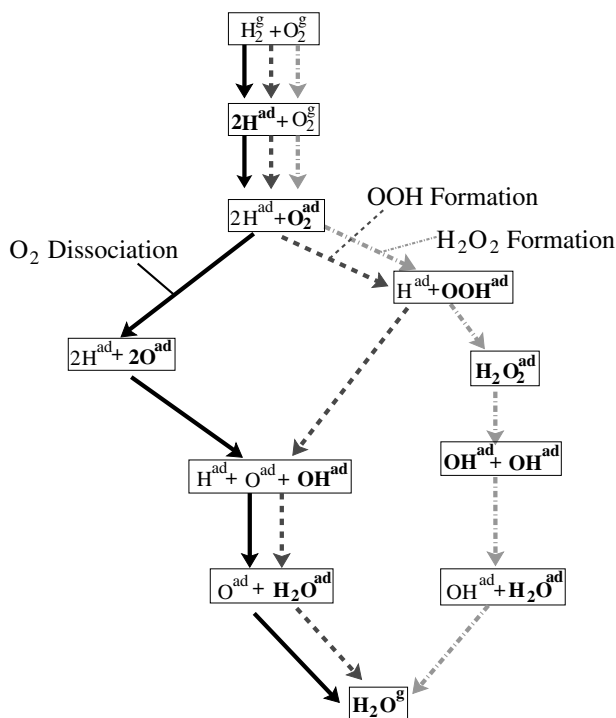 H₂ᵍ + O₂ᵍ
2Hᵃᵈ + O₂ᵍ
2Hᵃᵈ + O₂ᵃᵈ
OOH Formation
O₂ Dissociation
H₂O₂ Formation
Hᵃᵈ + OOHᵃᵈ
2Hᵃᵈ + 2Oᵃᵈ
H₂O₂ᵃᵈ
Hᵃᵈ + Oᵃᵈ + OHᵃᵈ
OHᵃᵈ + OHᵃᵈ
Oᵃᵈ + H₂Oᵃᵈ
OHᵃᵈ + H₂Oᵃᵈ
H₂Oᵍ